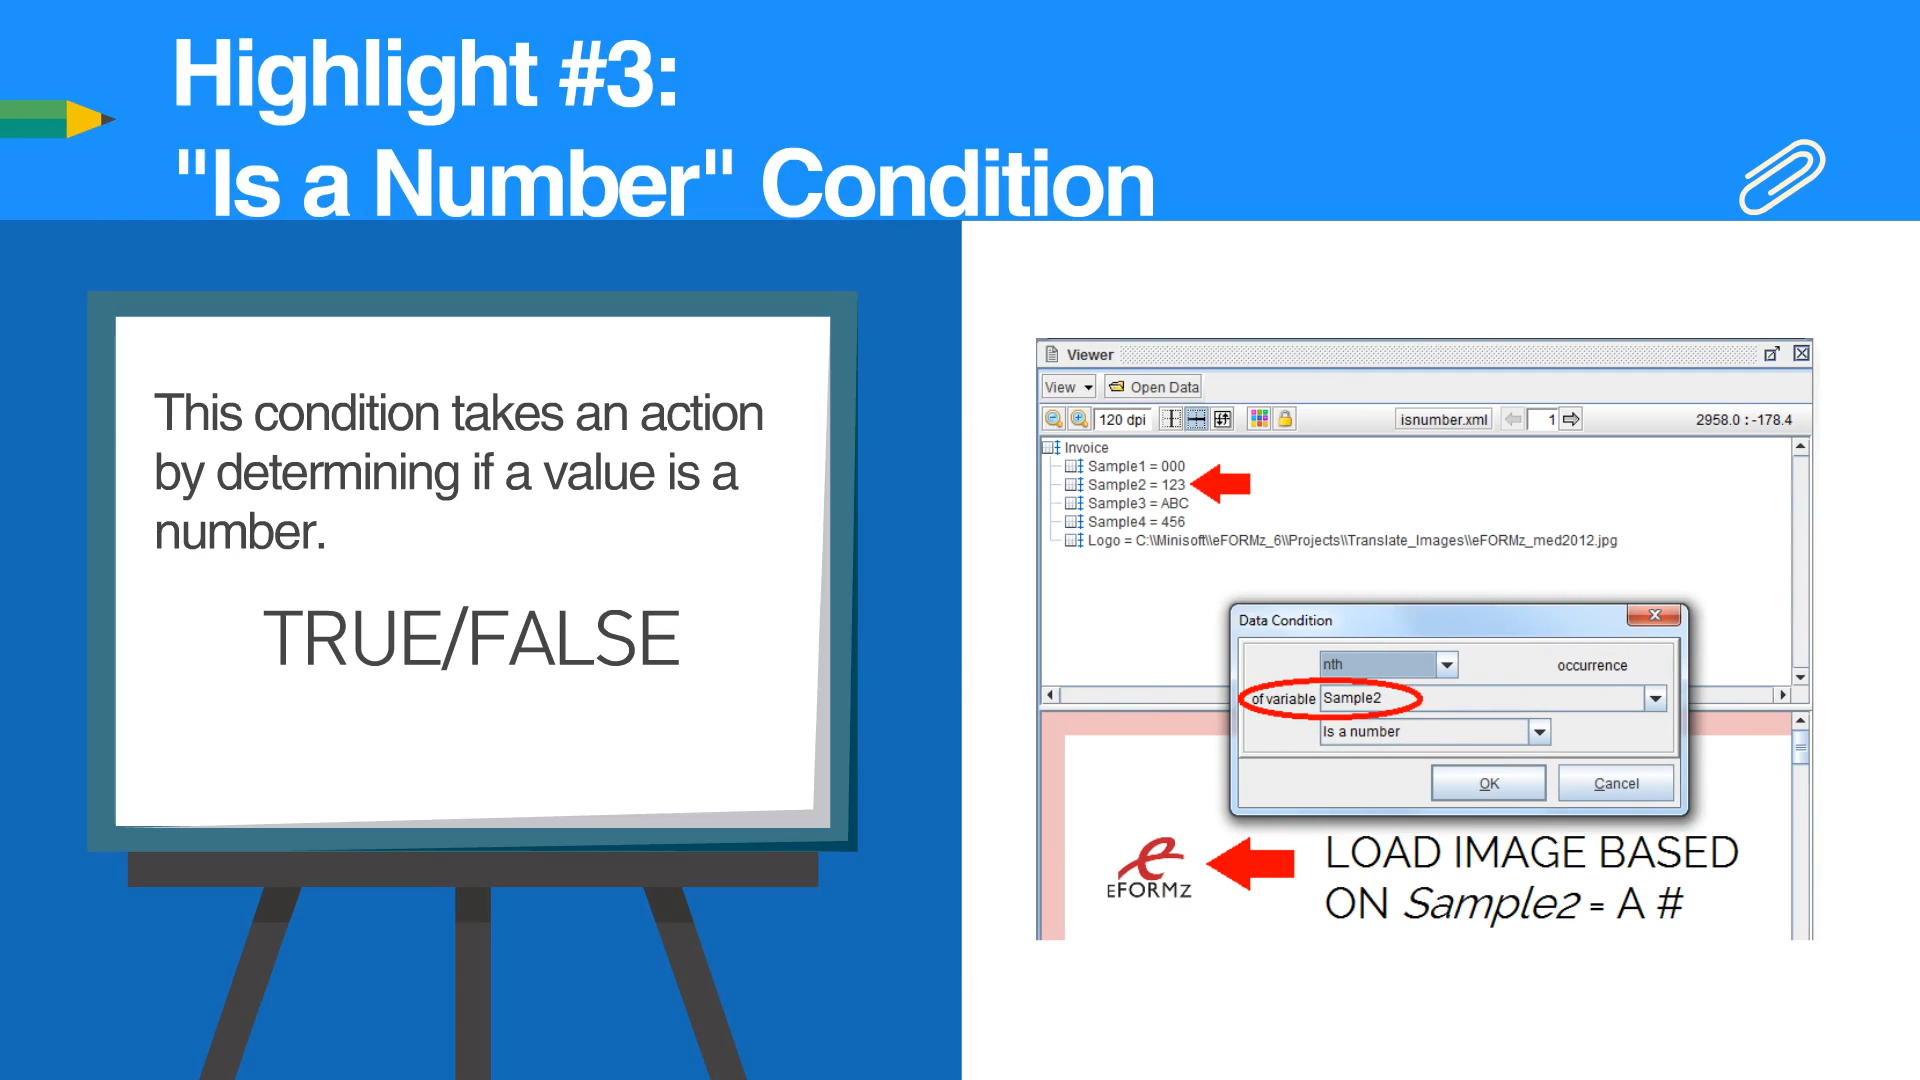 Highlight #3:
"Is a Number" Condition
This condition takes an action
by determining if a value is a
number.
TRUE/FALSE
Viewer
View
Open Data
120 dpi
isnumber.xml
1
2958.0 : -178.4
Invoice
Sample1 = 000
Sample2 = 123
Sample3 = ABC
Sample4 = 456
Logo = C:\\Minisoft\\eFORMz_6\\Projects\\Translate_Images\\eFORMz_med2012.jpg
Data Condition
nth
occurrence
of variable
Sample2
Is a number
OK
Cancel
eFORMz
LOAD IMAGE BASED
ON Sample2 = A #